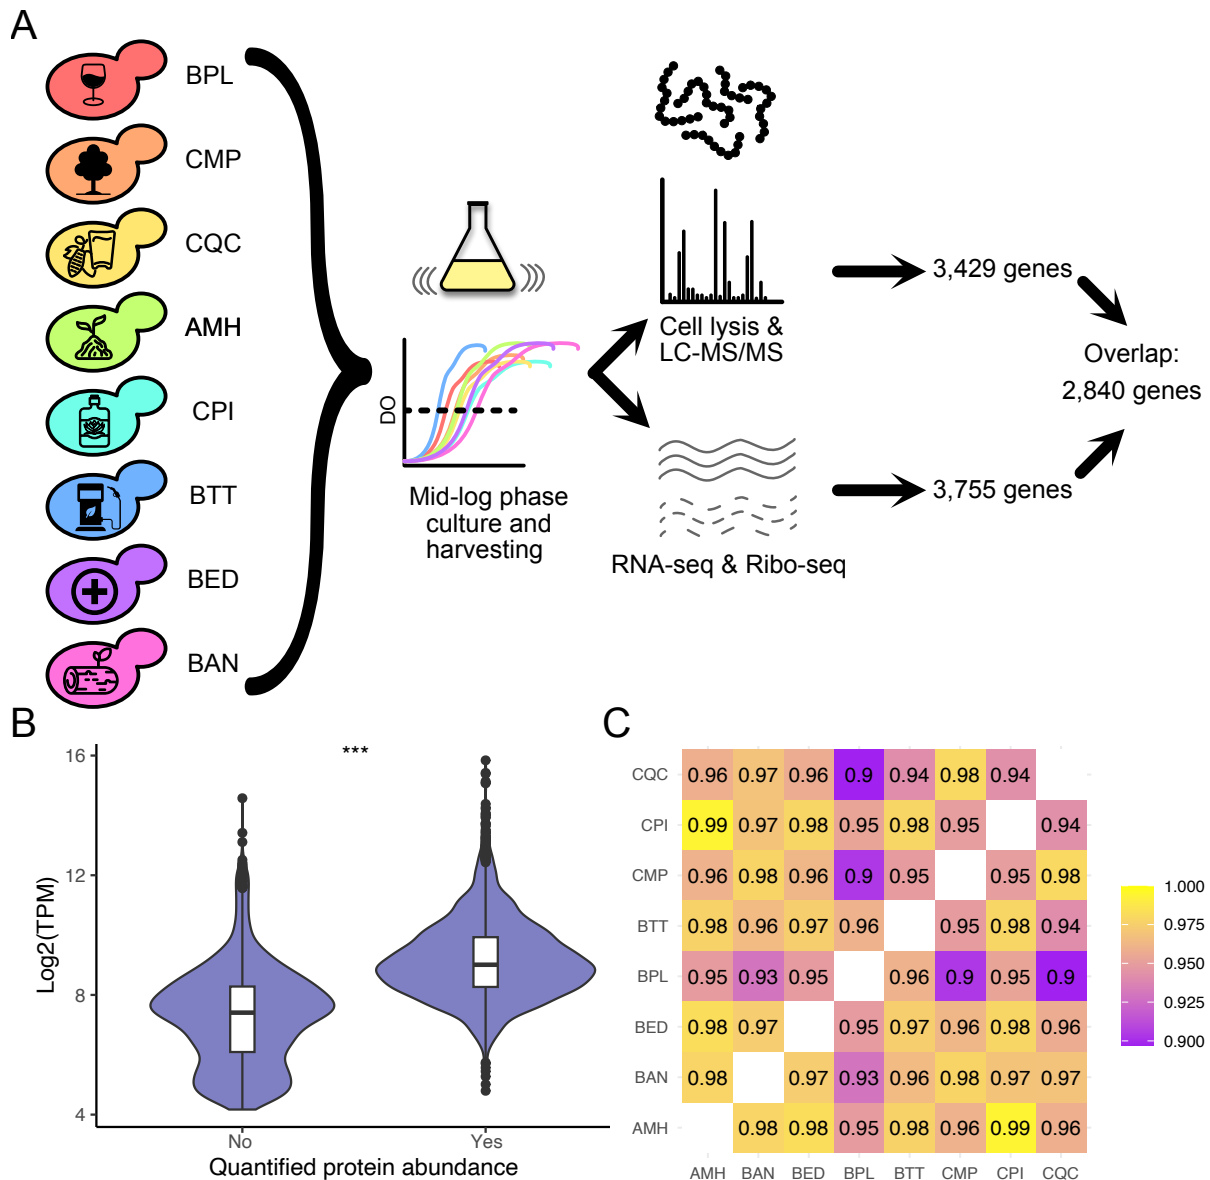 A
BPL
CMP
CQC
AMH
CPI
BTT
BED
BAN
DO
Mid-log phase
culture and
harvesting
Cell lysis &
LC-MS/MS
RNA-seq & Ribo-seq
3,429 genes
3,755 genes
Overlap:
2,840 genes
B
***
Log2(TPM)
16
12
8
4
No Yes
Quantified protein abundance
C
CQC 0.96 0.97 0.96 0.9 0.94 0.98 0.94
CPI 0.99 0.97 0.98 0.95 0.98 0.95 0.94
CMP 0.96 0.98 0.96 0.9 0.95 0.95 0.98
BTT 0.98 0.96 0.97 0.96 0.95 0.98 0.94
BPL 0.95 0.93 0.95 0.96 0.9 0.95 0.9
BED 0.98 0.97 0.95 0.97 0.96 0.98 0.96
BAN 0.98 0.97 0.93 0.96 0.98 0.97 0.97
AMH 0.98 0.98 0.95 0.98 0.96 0.99 0.96
AMH BAN BED BPL BTT CMP CPI CQC
1.000
0.975
0.950
0.925
0.900